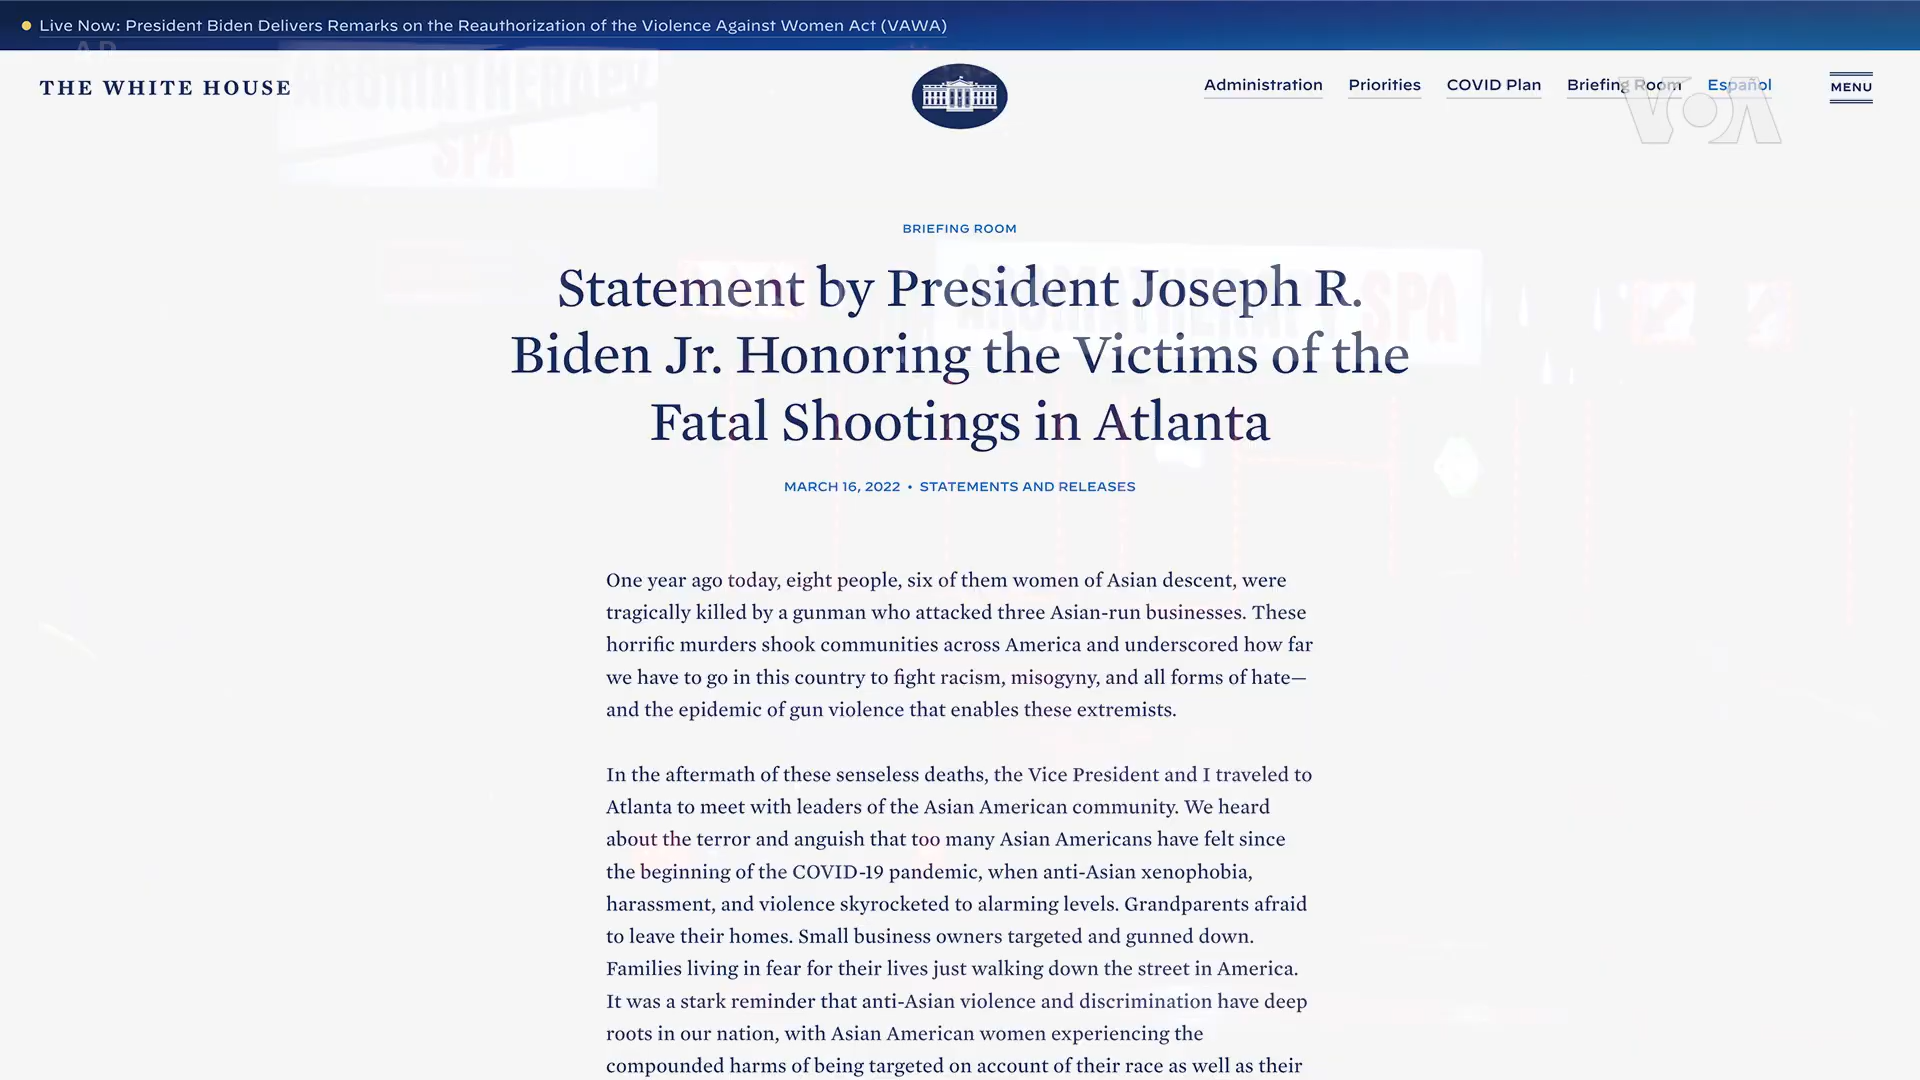 Live Now: President Biden Delivers Remarks on the Reauthorization of the Violence Against Women Act (VAWA)
AP
AROMATHERAPY
SPA
THE WHITE HOUSE
Administration
Priorities
COVID Plan
Briefing Room
Español
MENU
VOA
BRIEFING ROOM
AROMATHERAPY SPA
Statement by President Joseph R.
Biden Jr. Honoring the Victims of the
Fatal Shootings in Atlanta
MARCH 16, 2022 • STATEMENTS AND RELEASES
One year ago today, eight people, six of them women of Asian descent, were
tragically killed by a gunman who attacked three Asian-run businesses. These
horrific murders shook communities across America and underscored how far
we have to go in this country to fight racism, misogyny, and all forms of hate—
and the epidemic of gun violence that enables these extremists.
In the aftermath of these senseless deaths, the Vice President and I traveled to
Atlanta to meet with leaders of the Asian American community. We heard
about the terror and anguish that too many Asian Americans have felt since
the beginning of the COVID-19 pandemic, when anti-Asian xenophobia,
harassment, and violence skyrocketed to alarming levels. Grandparents afraid
to leave their homes. Small business owners targeted and gunned down.
Families living in fear for their lives just walking down the street in America.
It was a stark reminder that anti-Asian violence and discrimination have deep
roots in our nation, with Asian American women experiencing the
compounded harms of being targeted on account of their race as well as their